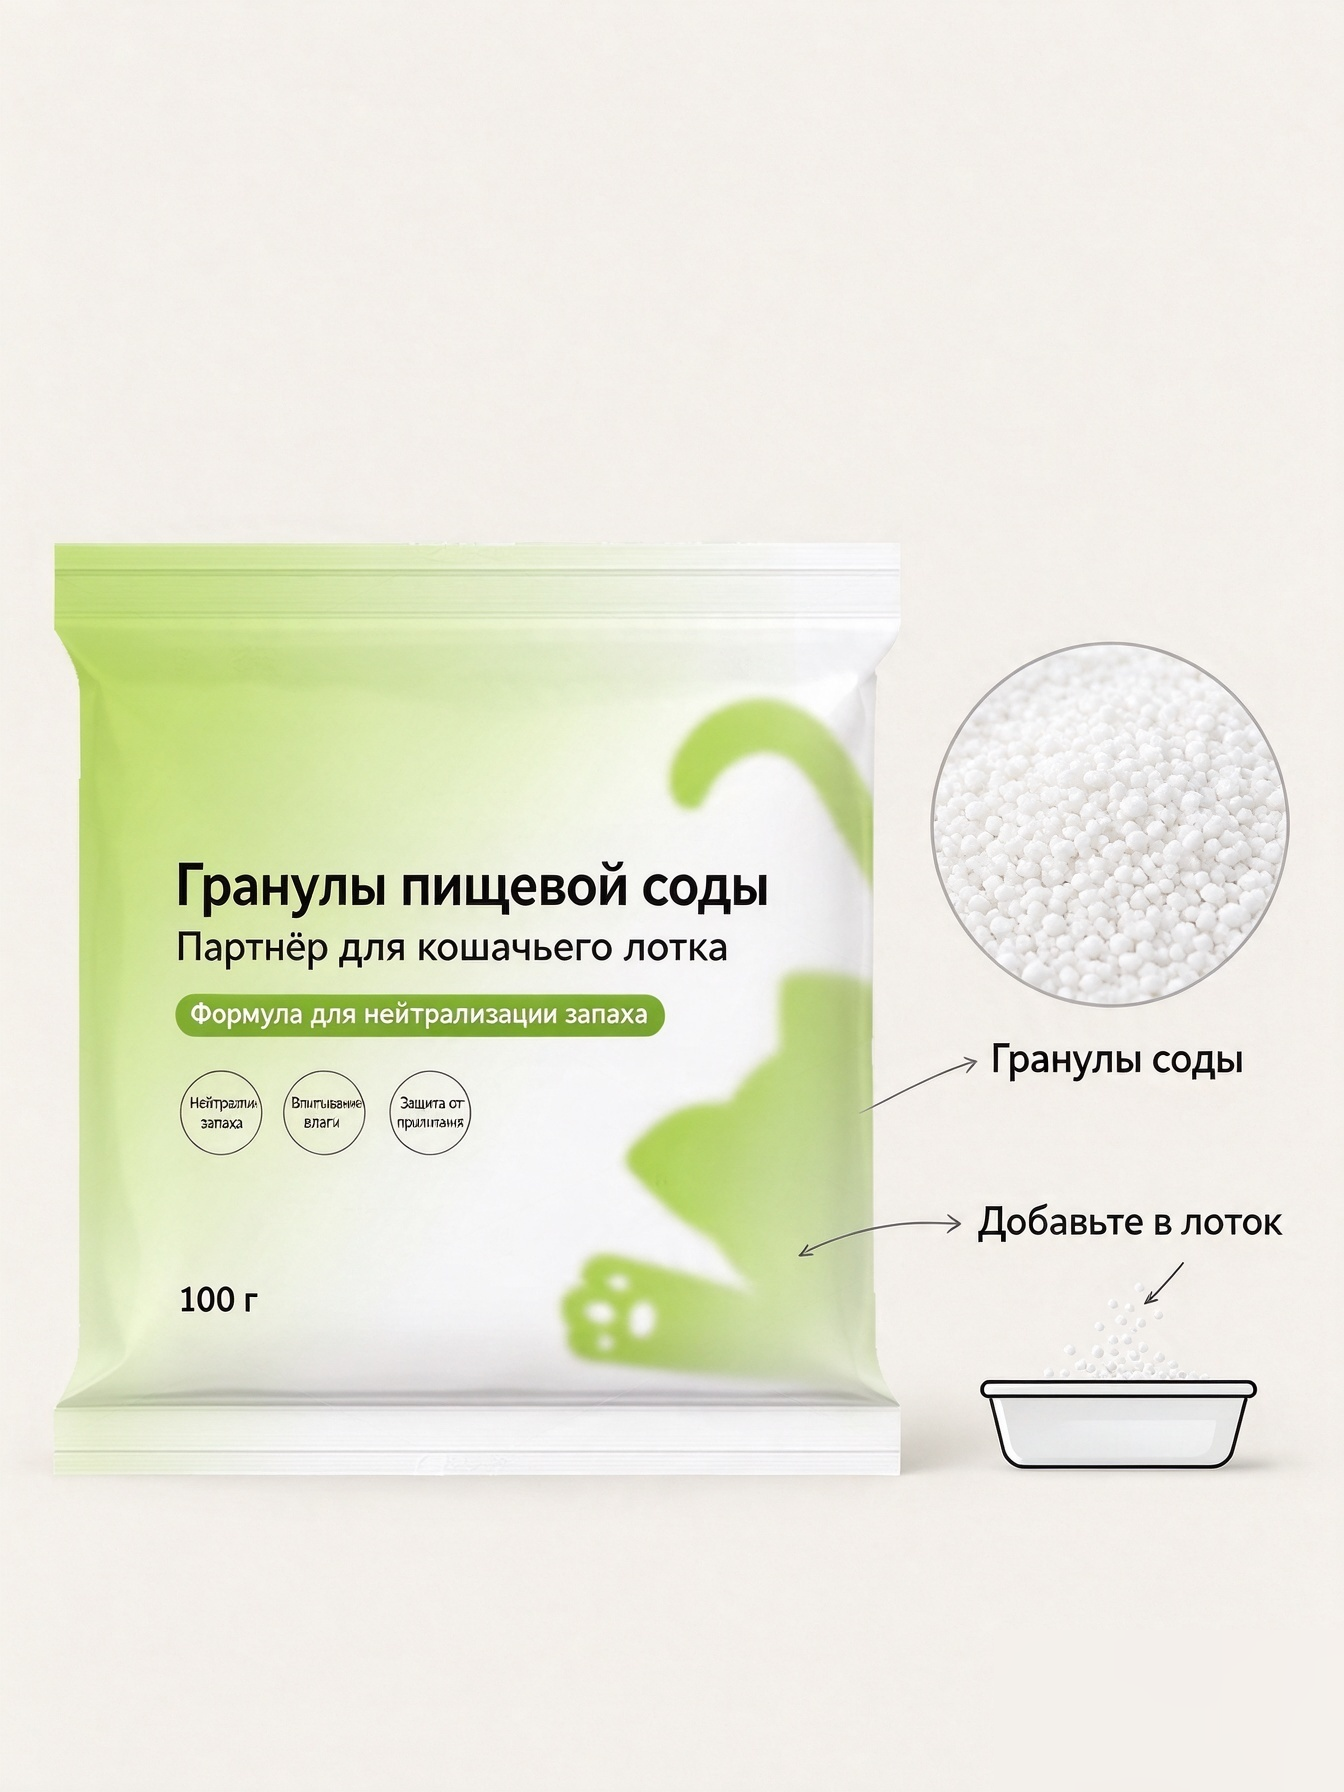 Гранулы пищевой соды
Партнёр для кошачьего лотка
Формула для нейтрализации запаха
запаха
Впитывание
влаги
Защита от
100 г
Гранулы соды
Добавьте в лоток